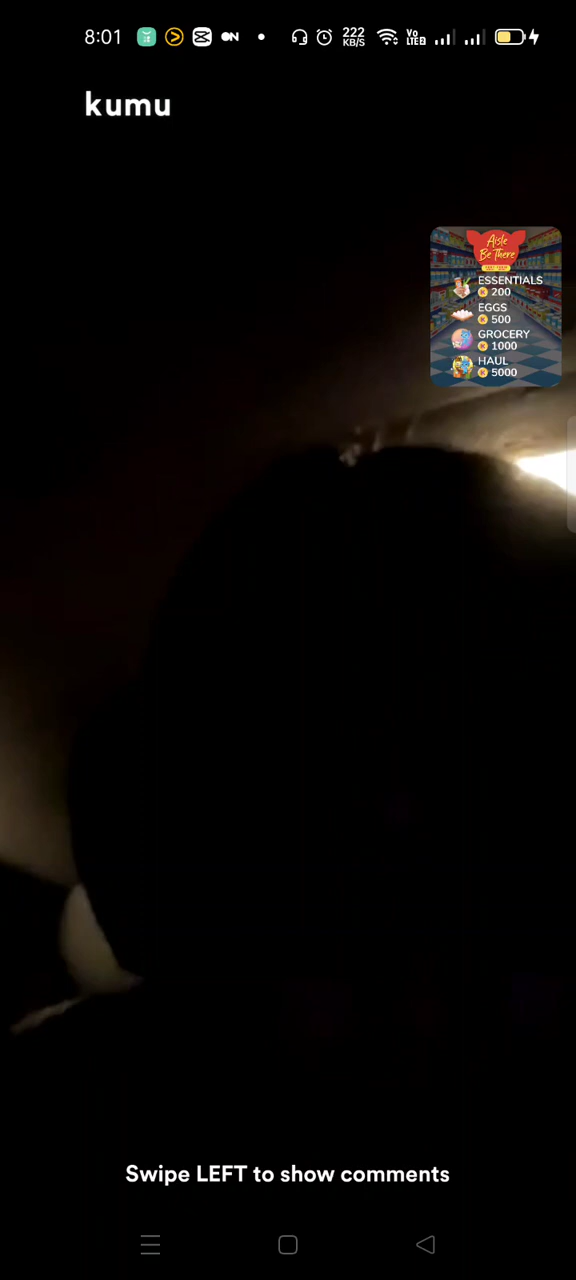 8:01
ON
222
KB/S
Vo
LTE2
kumu
Aisle
Be There
ESSENTIALS
200
EGGS
500
GROCERY
1000
HAUL
5000
Swipe LEFT to show comments